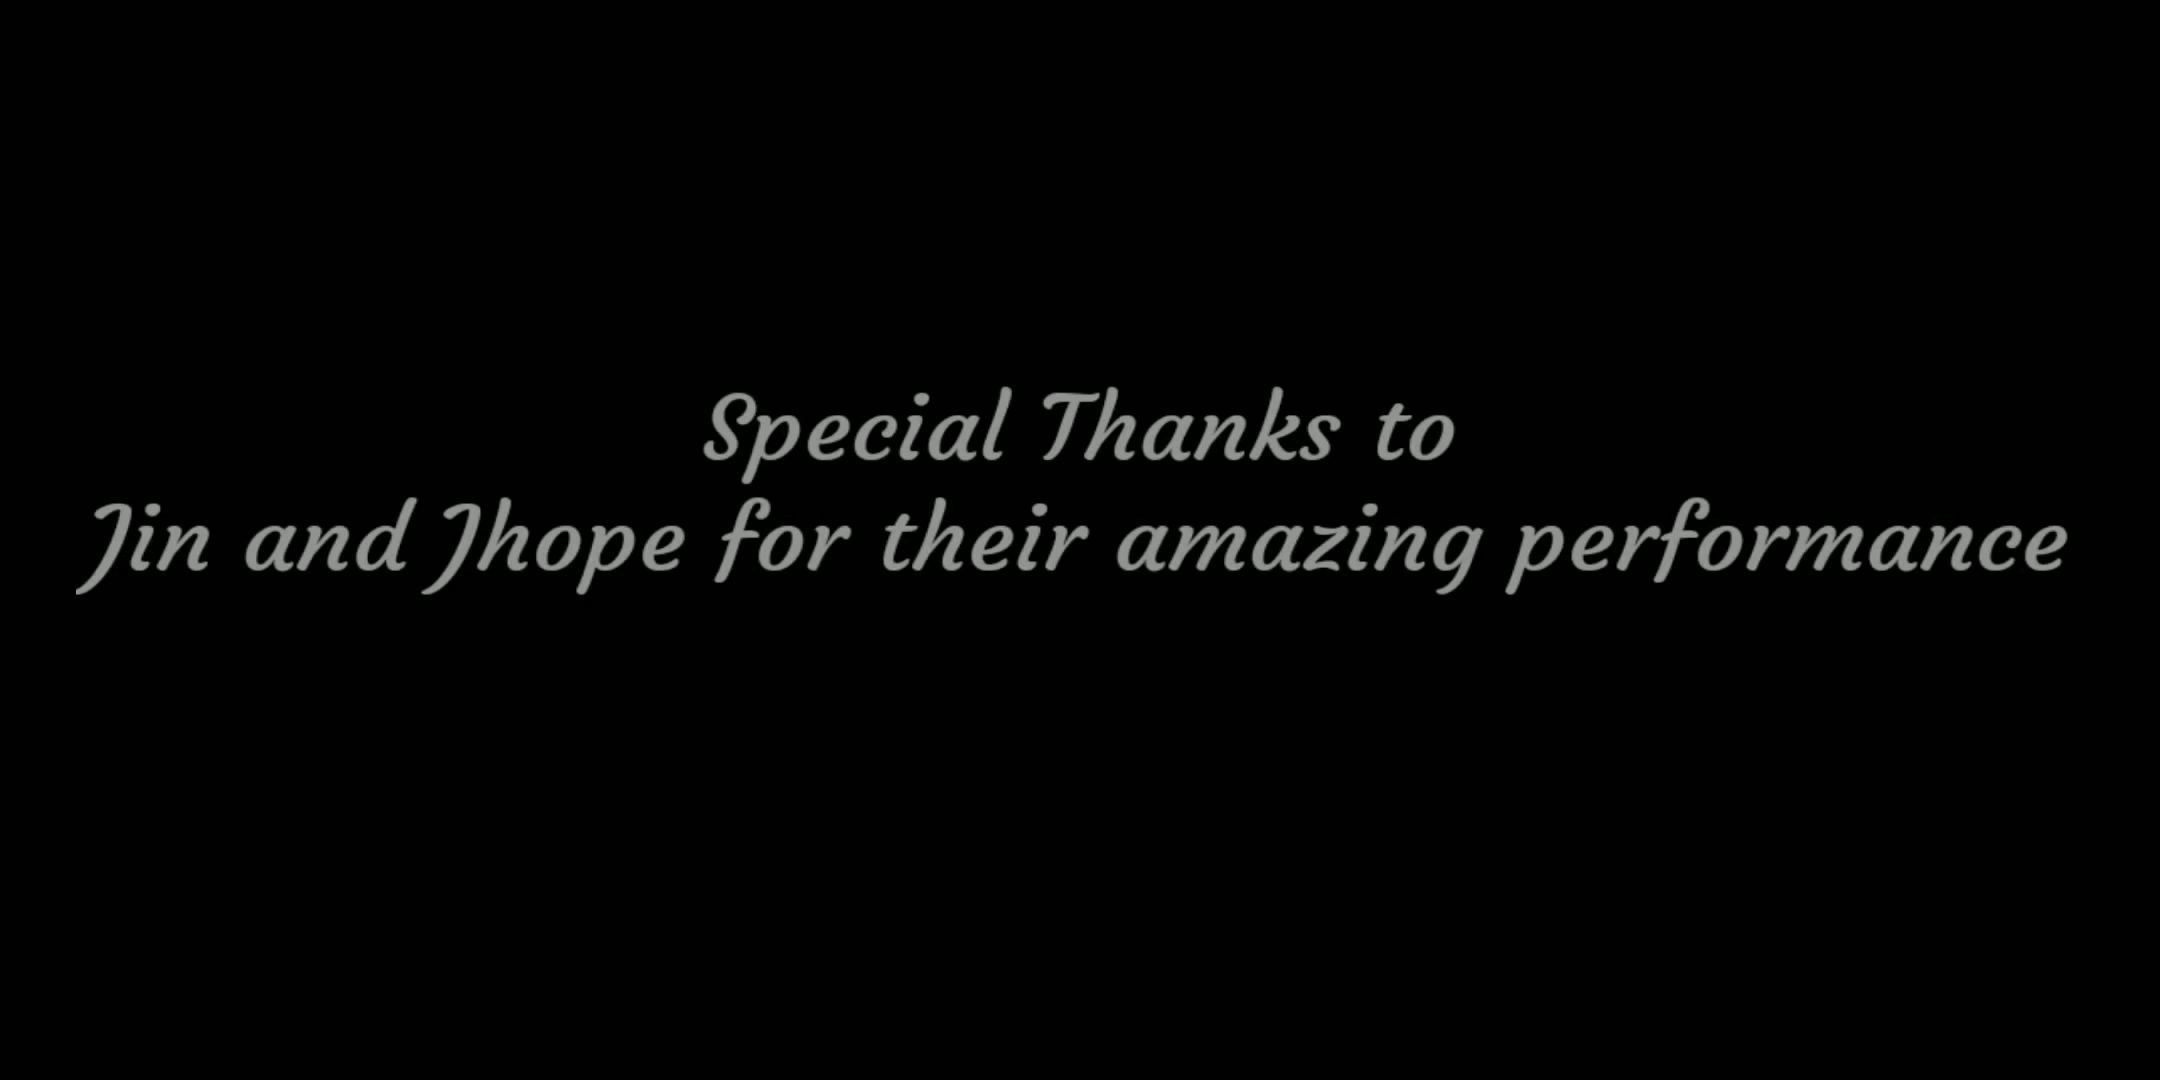 Special Thanks to
Jin and Jhope for their amazing performance